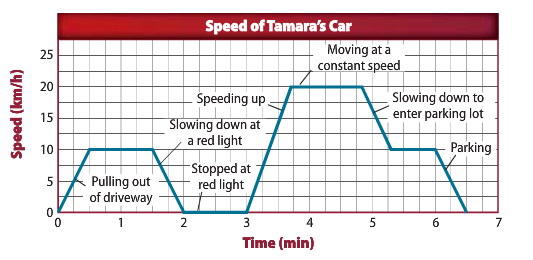 Speed of Tamara's Car
Speed (km/h)
25
20
15
10
5
0
Moving at a
constant speed
Speeding up
Slowing down to
enter parking lot
Slowing down at
a red light
Parking
Stopped at
red light
Pulling out
of driveway
0 1 2 3 4 5 6 7
Time (min)